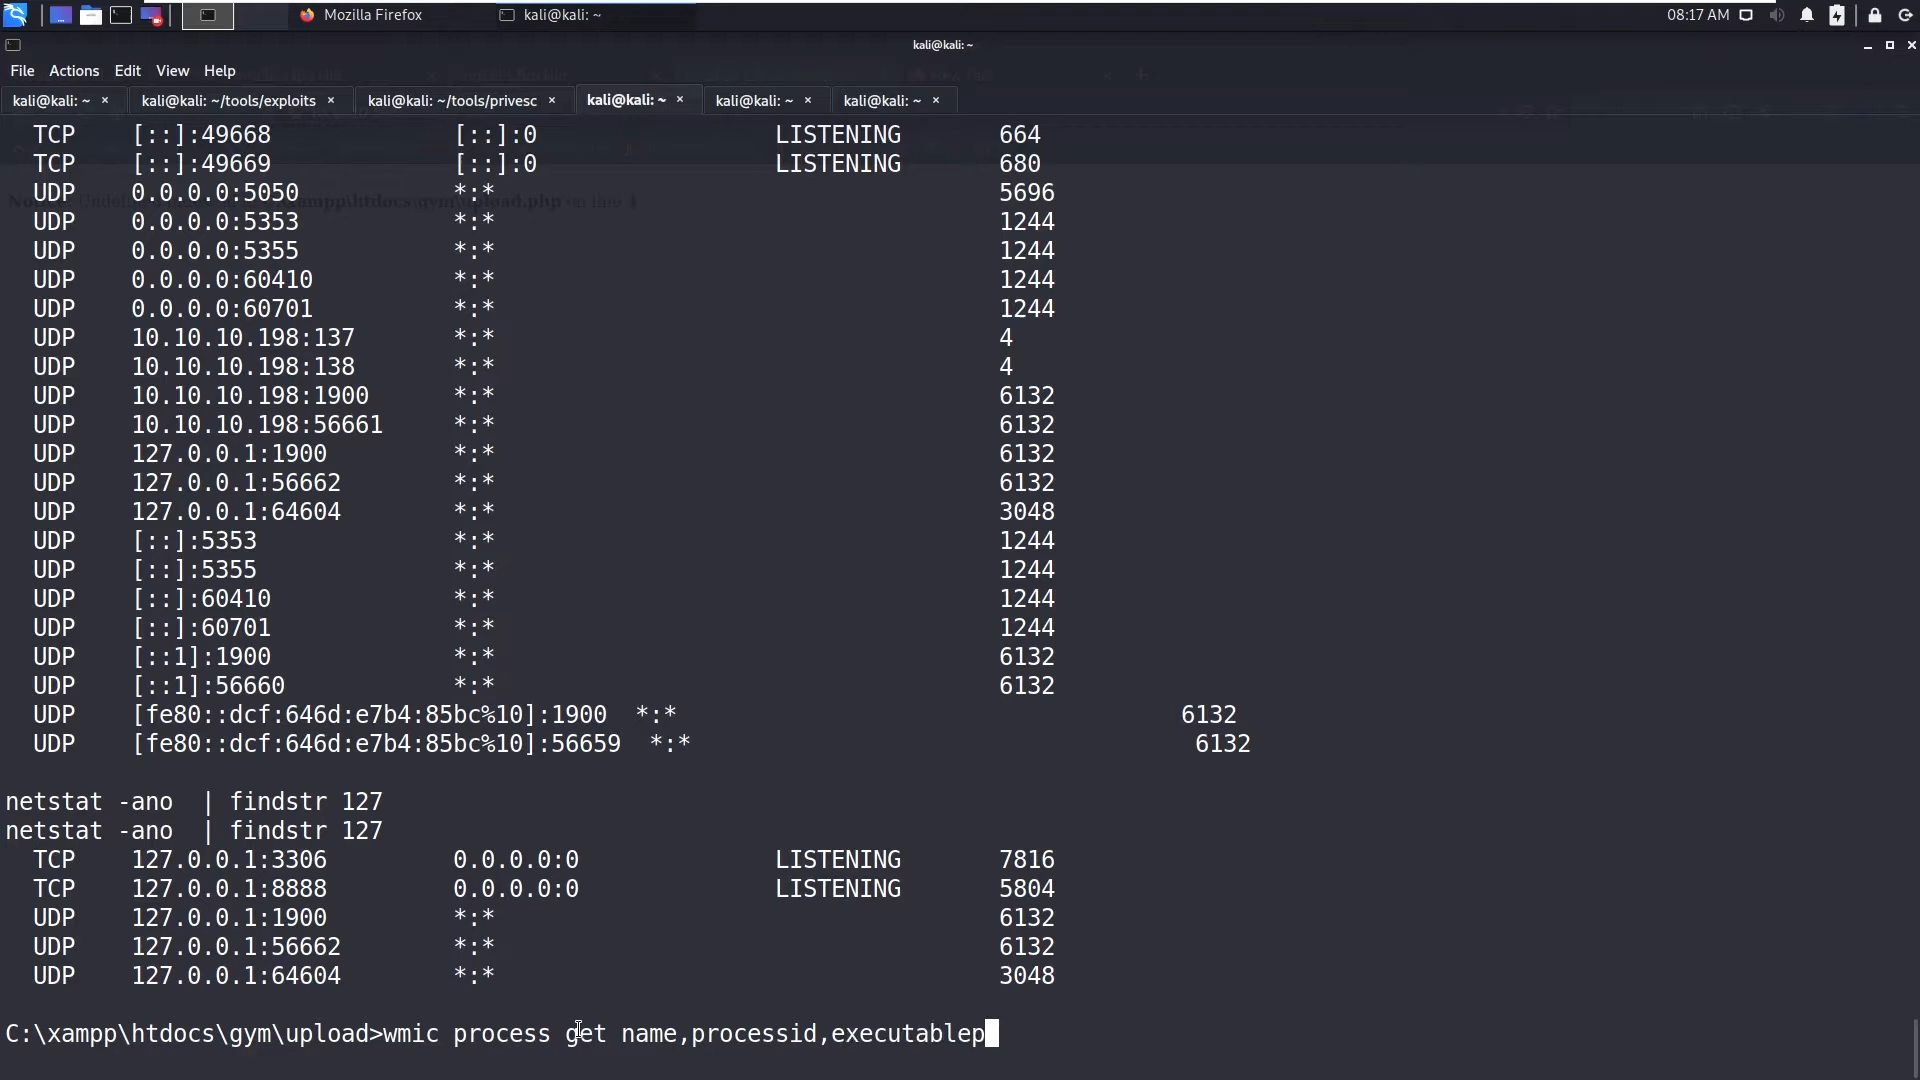 Mozilla Firefox
kali@kali: ~
08:17 AM
kali@kali: ~
File Actions Edit View Help
kali@kali: ~ × kali@kali: ~/tools/exploits × kali@kali: ~/tools/privesc × kali@kali: ~ × kali@kali: ~ × kali@kali: ~ ×
TCP [::]:49668 [::]:0 LISTENING 664
TCP [::]:49669 [::]:0 LISTENING 680
UDP 0.0.0.0:5050 *:* 5696
UDP 0.0.0.0:5353 *:* 1244
UDP 0.0.0.0:5355 *:* 1244
UDP 0.0.0.0:60410 *:* 1244
UDP 0.0.0.0:60701 *:* 1244
UDP 10.10.10.198:137 *:* 4
UDP 10.10.10.198:138 *:* 4
UDP 10.10.10.198:1900 *:* 6132
UDP 10.10.10.198:56661 *:* 6132
UDP 127.0.0.1:1900 *:* 6132
UDP 127.0.0.1:56662 *:* 6132
UDP 127.0.0.1:64604 *:* 3048
UDP [::]:5353 *:* 1244
UDP [::]:5355 *:* 1244
UDP [::]:60410 *:* 1244
UDP [::]:60701 *:* 1244
UDP [::1]:1900 *:* 6132
UDP [::1]:56660 *:* 6132
UDP [fe80::dcf:646d:e7b4:85bc%10]:1900 *:* 6132
UDP [fe80::dcf:646d:e7b4:85bc%10]:56659 *:* 6132
netstat -ano | findstr 127
netstat -ano | findstr 127
TCP 127.0.0.1:3306 0.0.0.0:0 LISTENING 7816
TCP 127.0.0.1:8888 0.0.0.0:0 LISTENING 5804
UDP 127.0.0.1:1900 *:* 6132
UDP 127.0.0.1:56662 *:* 6132
UDP 127.0.0.1:64604 *:* 3048
C:\xampp\htdocs\gym\upload>wmic process get name,processid,executablep